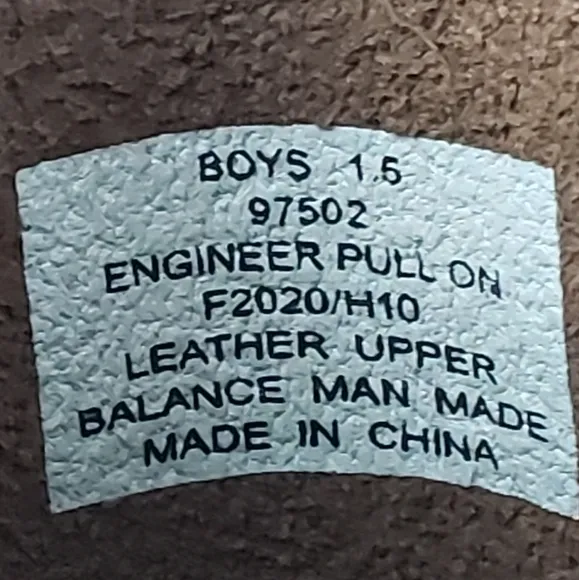 BOYS 1.5
97502
ENGINEER PULL ON
F2020/H10
LEATHER UPPER
BALANCE MAN MADE
MADE IN CHINA